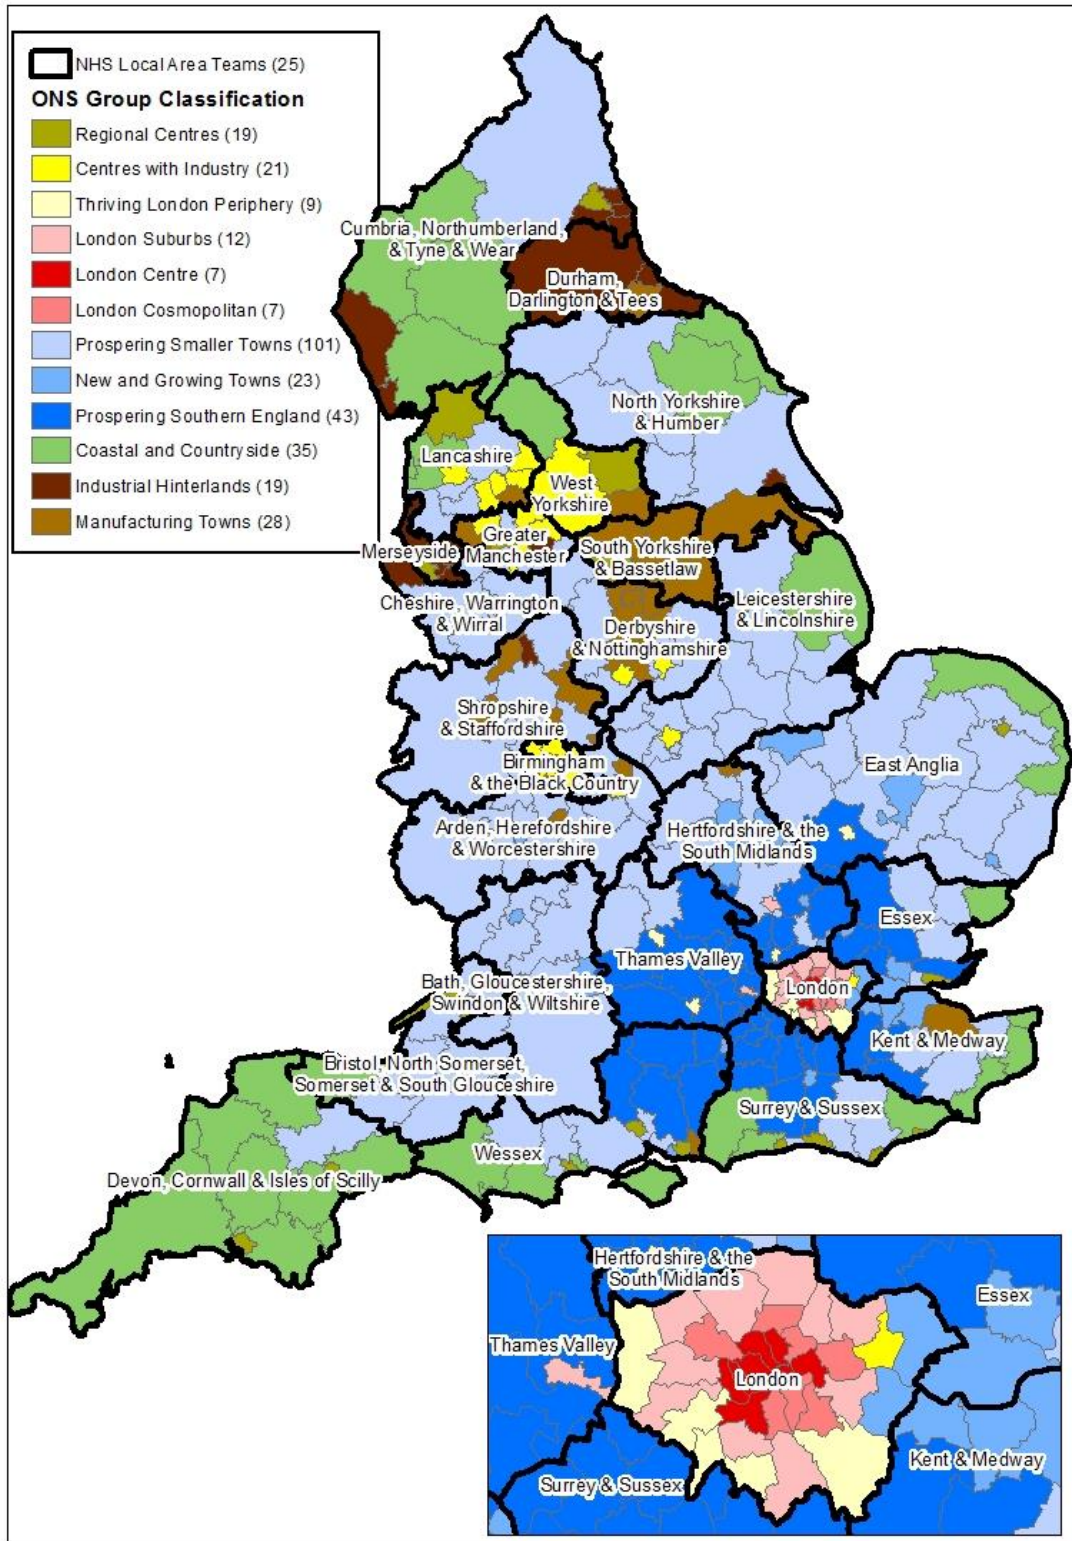 NHS Local Area Teams (25)
ONS Group Classification
Regional Centres (19)
Centres with Industry (21)
Thriving London Periphery (9)
London Suburbs (12)
London Centre (7)
London Cosmopolitan (7)
Prospering Smaller Towns (101)
New and Growing Towns (23)
Prospering Southern England (43)
Coastal and Countryside (35)
Industrial Hinterlands (19)
Manufacturing Towns (28)
Cumbria, Northumberland,
& Tyne & Wear
Durham,
Darlington & Tees
North Yorkshire
& Humber
Lancashire
West
Yorkshire
Greater
Manchester
Merseyside
South Yorkshire
& Bassetlaw
Cheshire, Warrington
& Wirral
Derbyshire
& Nottinghamshire
Leicestershire
& Lincolnshire
Shropshire
& Staffordshire
Birmingham
& the Black Country
East Anglia
Arden, Herefordshire
& Worcestershire
Hertfordshire & the
South Midlands
Essex
Thames Valley
Bath, Gloucestershire,
Swindon & Wiltshire
London
Kent & Medway
Bristol, North Somerset,
Somerset & South Glouceshire
Surrey & Sussex
Wessex
Devon, Cornwall & Isles of Scilly
Hertfordshire & the
South Midlands
Essex
Thames Valley
London
Kent & Medway
Surrey & Sussex